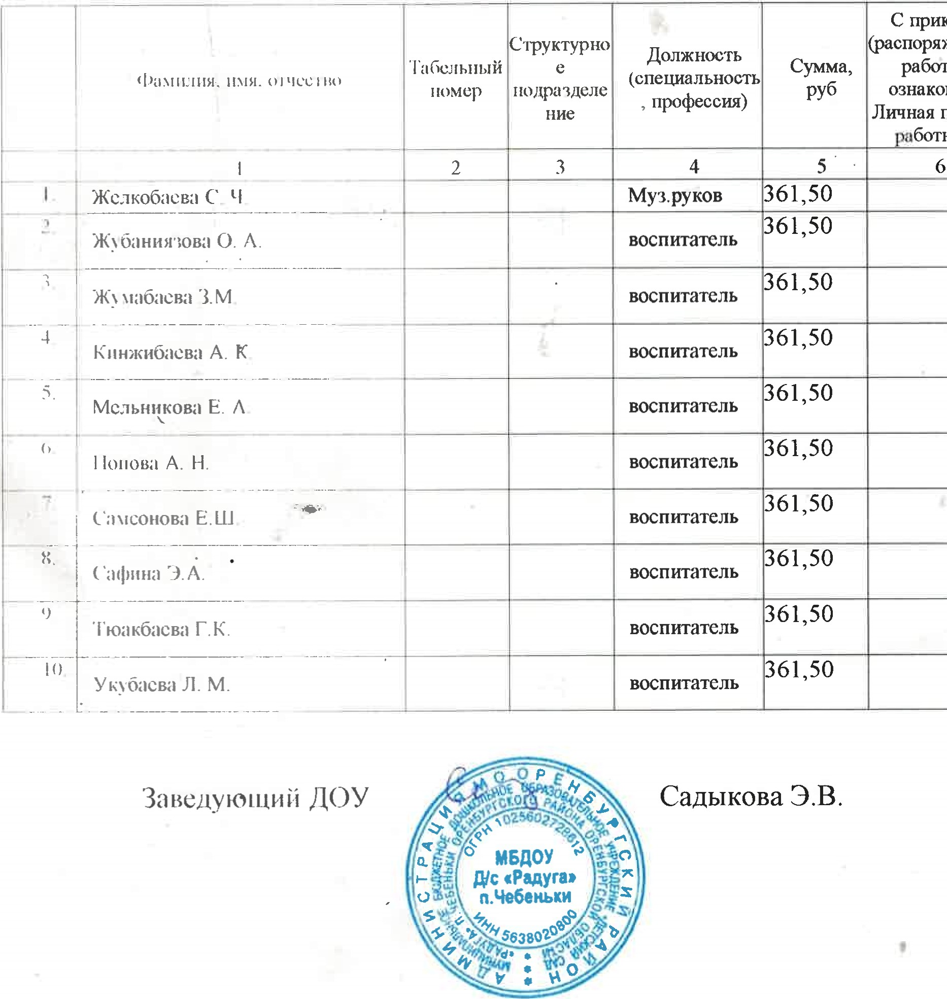 Фамилия, имя, отчество
Табельный
номер
Структурно
е
подразделе
ние
Должность
(специальность
, профессия)
Сумма,
руб
С прик
(распоряж
работ
ознаком
Личная п
работн
1 2 3 4 5 6
1. Желкобаева С. Ч. Муз.руков 361,50
2. Жубаниязова О. А. воспитатель 361,50
3. Жумабаева З.М. воспитатель 361,50
4. Кинжибаева А. К. воспитатель 361,50
5. Мельникова Е. А. воспитатель 361,50
6. Попова А. Н. воспитатель 361,50
7. Самсонова Е.Ш. воспитатель 361,50
8. Сафина Э.А. воспитатель 361,50
9. Тюакбаева Г.К. воспитатель 361,50
10. Укубаева Л. М. воспитатель 361,50
Заведующий ДОУ Садыкова Э.В.
АДМИНИСТРАЦИЯ МО ОРЕНБУРГСКИЙ РАЙОН
МУНИЦИПАЛЬНОЕ БЮДЖЕТНОЕ ДОШКОЛЬНОЕ ОБРАЗОВАТЕЛЬНОЕ УЧРЕЖДЕНИЕ «ДЕТСКИЙ САД
«РАДУГА» П. ЧЕБЕНЬКИ ОРЕНБУРГСКОГО РАЙОНА ОРЕНБУРГСКОЙ ОБЛАСТИ
ОГРН 1025602728612
МБДОУ
Д/с «Радуга»
п.Чебеньки
ИНН 5638020800